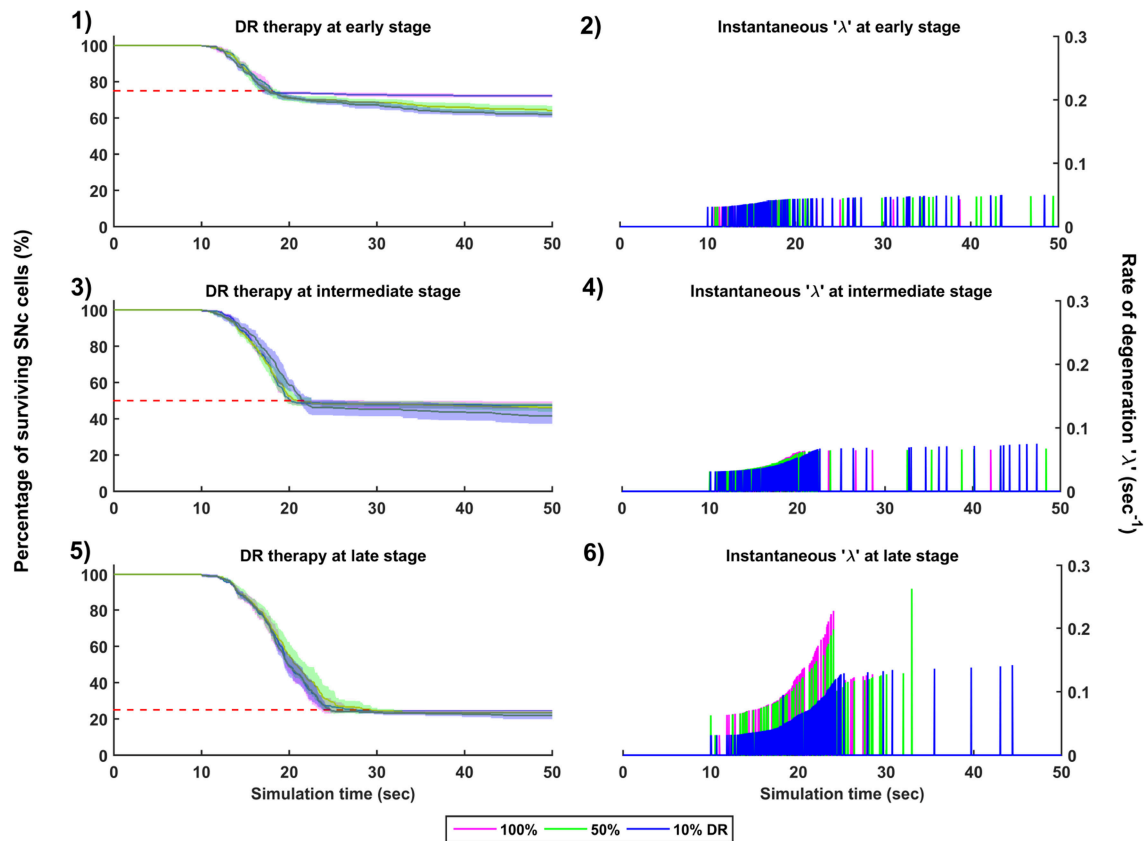 1)
DR therapy at early stage
100
80
60
40
20
0
0 10 20 30 40 50
2)
Instantaneous 'λ' at early stage
0.3
0.2
0.1
0
0 10 20 30 40 50
3)
DR therapy at intermediate stage
100
80
60
40
20
0
0 10 20 30 40 50
4)
Instantaneous 'λ' at intermediate stage
0.3
0.2
0.1
0
0 10 20 30 40 50
5)
DR therapy at late stage
100
80
60
40
20
0
0 10 20 30 40 50
Simulation time (sec)
6)
Instantaneous 'λ' at late stage
0.3
0.2
0.1
0
0 10 20 30 40 50
Simulation time (sec)
Percentage of surviving SNc cells (%)
Rate of degeneration 'λ' (sec⁻¹)
100% 50% 10% DR